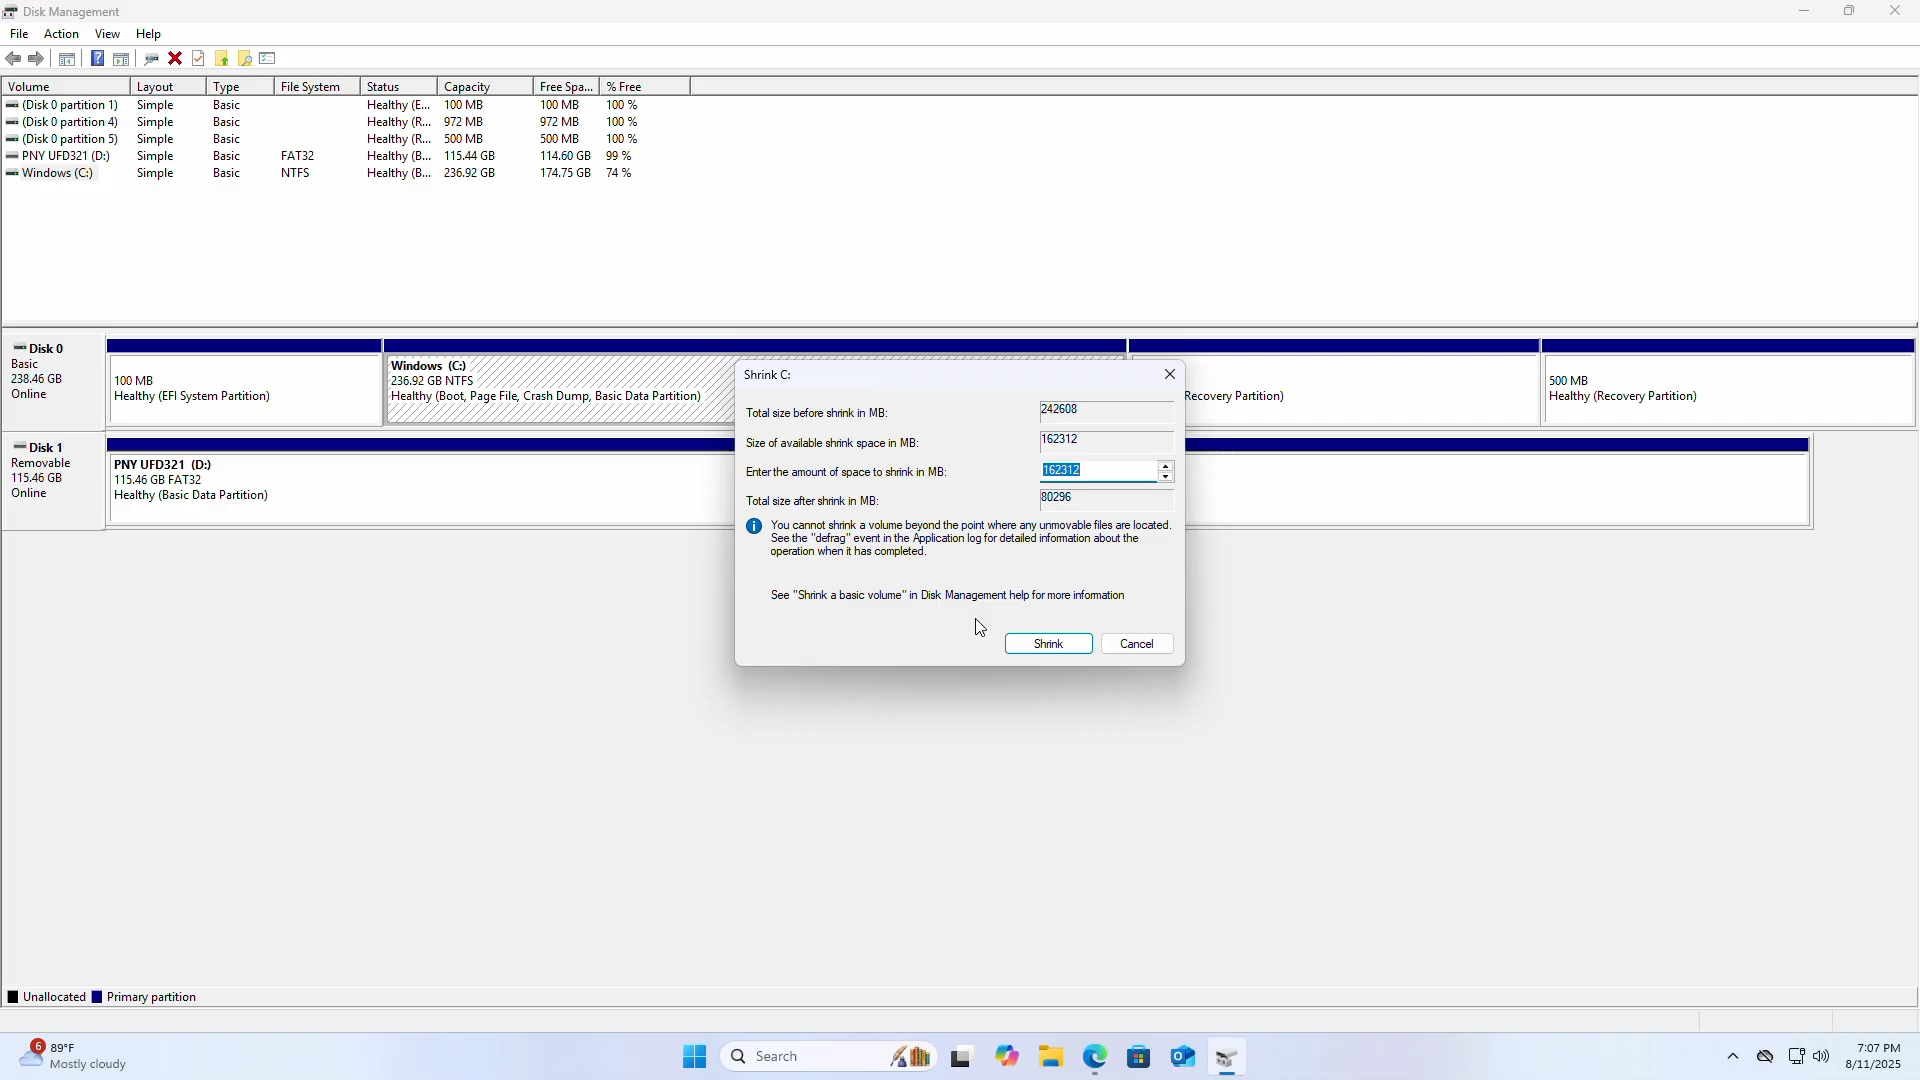 Disk Management
File Action View Help
Volume Layout Type File System Status Capacity Free Spa... % Free
(Disk 0 partition 1) Simple Basic Healthy (E... 100 MB 100 MB 100 %
(Disk 0 partition 4) Simple Basic Healthy (R... 972 MB 972 MB 100 %
(Disk 0 partition 5) Simple Basic Healthy (R... 500 MB 500 MB 100 %
PNY UFD321 (D:) Simple Basic FAT32 Healthy (B... 115.44 GB 114.60 GB 99 %
Windows (C:) Simple Basic NTFS Healthy (B... 236.92 GB 174.75 GB 74 %
Disk 0
Basic
238.46 GB
Online
100 MB
Healthy (EFI System Partition)
Windows (C:)
236.92 GB NTFS
Healthy (Boot, Page File, Crash Dump, Basic Data Partition)
Recovery Partition)
500 MB
Healthy (Recovery Partition)
Disk 1
Removable
115.46 GB
Online
PNY UFD321 (D:)
115.46 GB FAT32
Healthy (Basic Data Partition)
Shrink C:
Total size before shrink in MB: 242608
Size of available shrink space in MB: 162312
Enter the amount of space to shrink in MB: 162312
Total size after shrink in MB: 80296
You cannot shrink a volume beyond the point where any unmovable files are located.
See the "defrag" event in the Application log for detailed information about the
operation when it has completed.
See "Shrink a basic volume" in Disk Management help for more information
Shrink Cancel
Unallocated Primary partition
6
89°F
Mostly cloudy
Search
7:07 PM
8/11/2025